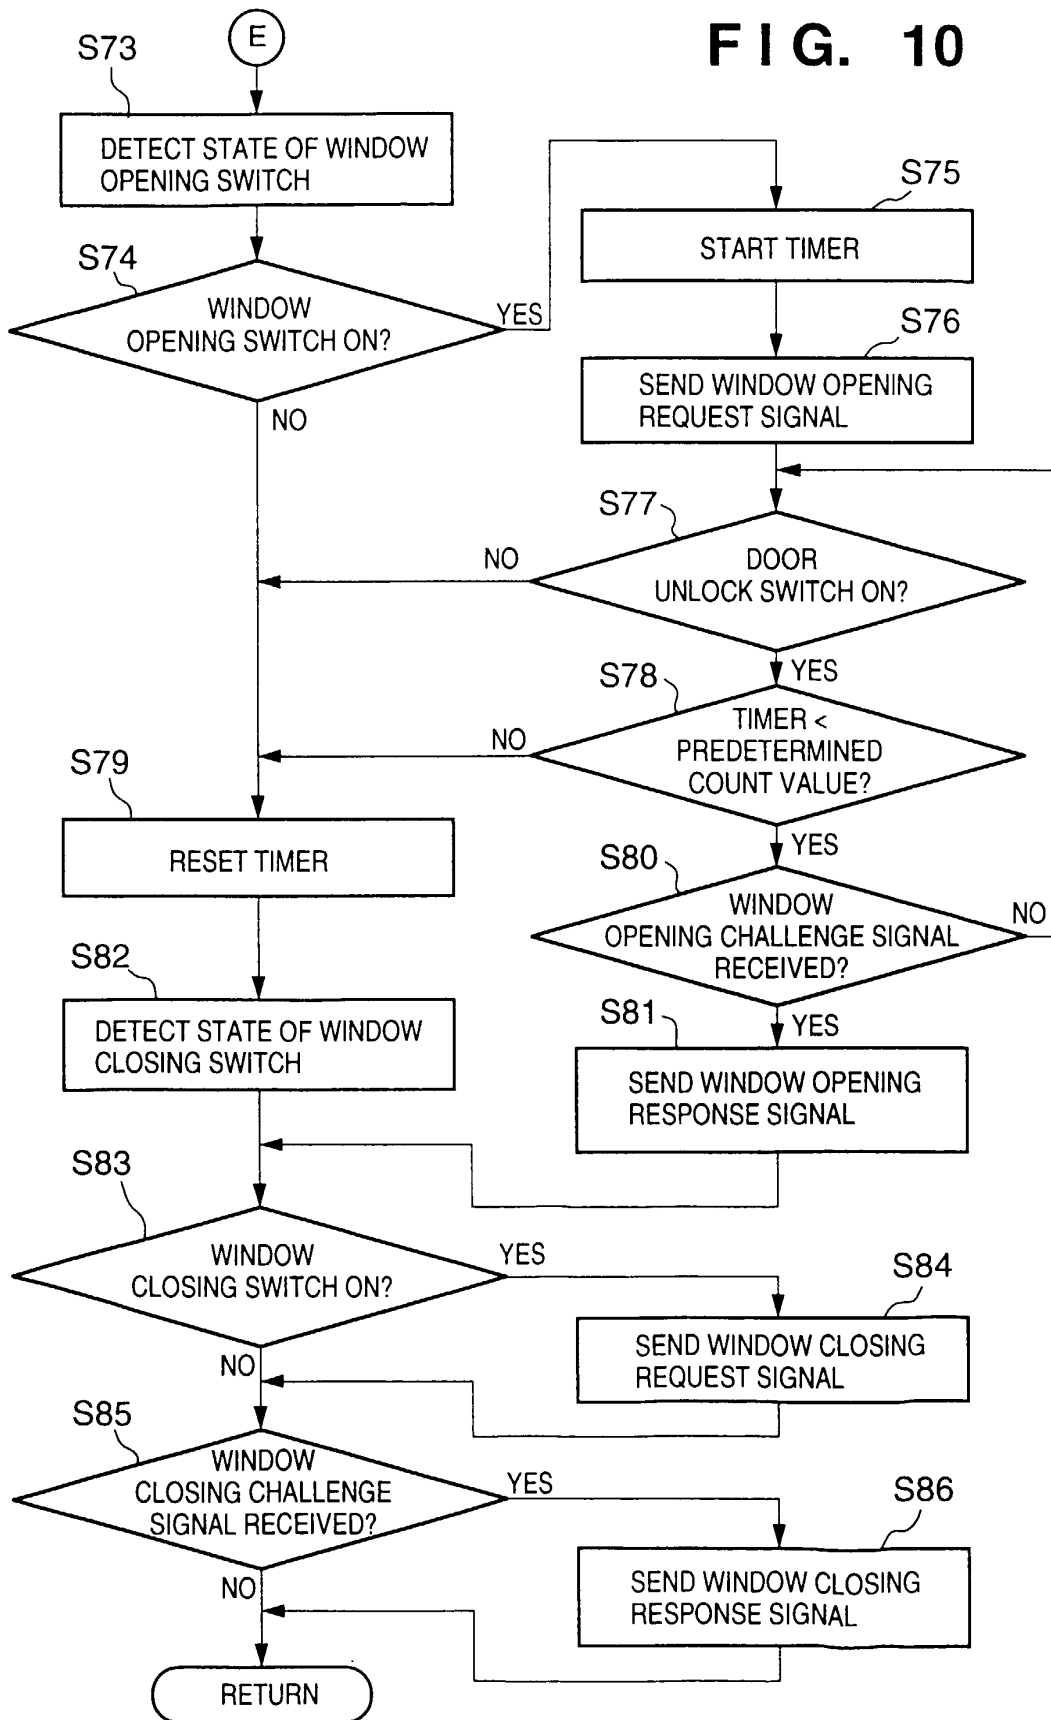 FIG. 10
E
S73
DETECT STATE OF WINDOW
OPENING SWITCH
S74
WINDOW
OPENING SWITCH ON?
YES
NO
S75
START TIMER
S76
SEND WINDOW OPENING
REQUEST SIGNAL
S77
DOOR
UNLOCK SWITCH ON?
NO
YES
S78
TIMER <
PREDETERMINED
COUNT VALUE?
NO
YES
S79
RESET TIMER
S80
WINDOW
OPENING CHALLENGE SIGNAL
RECEIVED?
NO
YES
S81
SEND WINDOW OPENING
RESPONSE SIGNAL
S82
DETECT STATE OF WINDOW
CLOSING SWITCH
S83
WINDOW
CLOSING SWITCH ON?
YES
NO
S84
SEND WINDOW CLOSING
REQUEST SIGNAL
S85
WINDOW
CLOSING CHALLENGE
SIGNAL RECEIVED?
YES
NO
S86
SEND WINDOW CLOSING
RESPONSE SIGNAL
RETURN